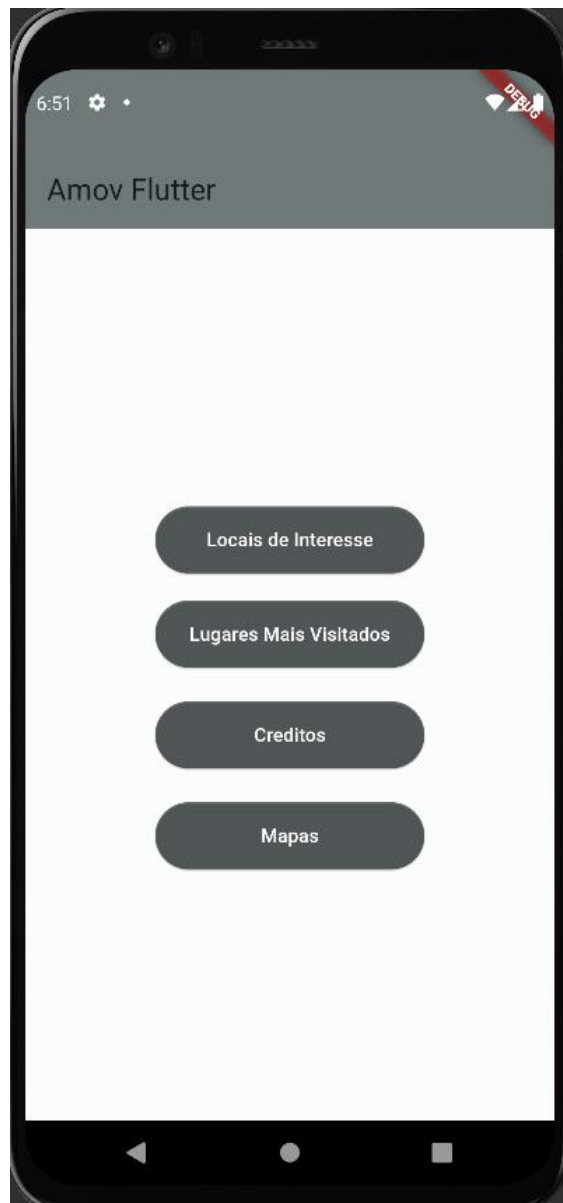 6:51
DEBUG
Amov Flutter
Locais de Interesse
Lugares Mais Visitados
Creditos
Mapas